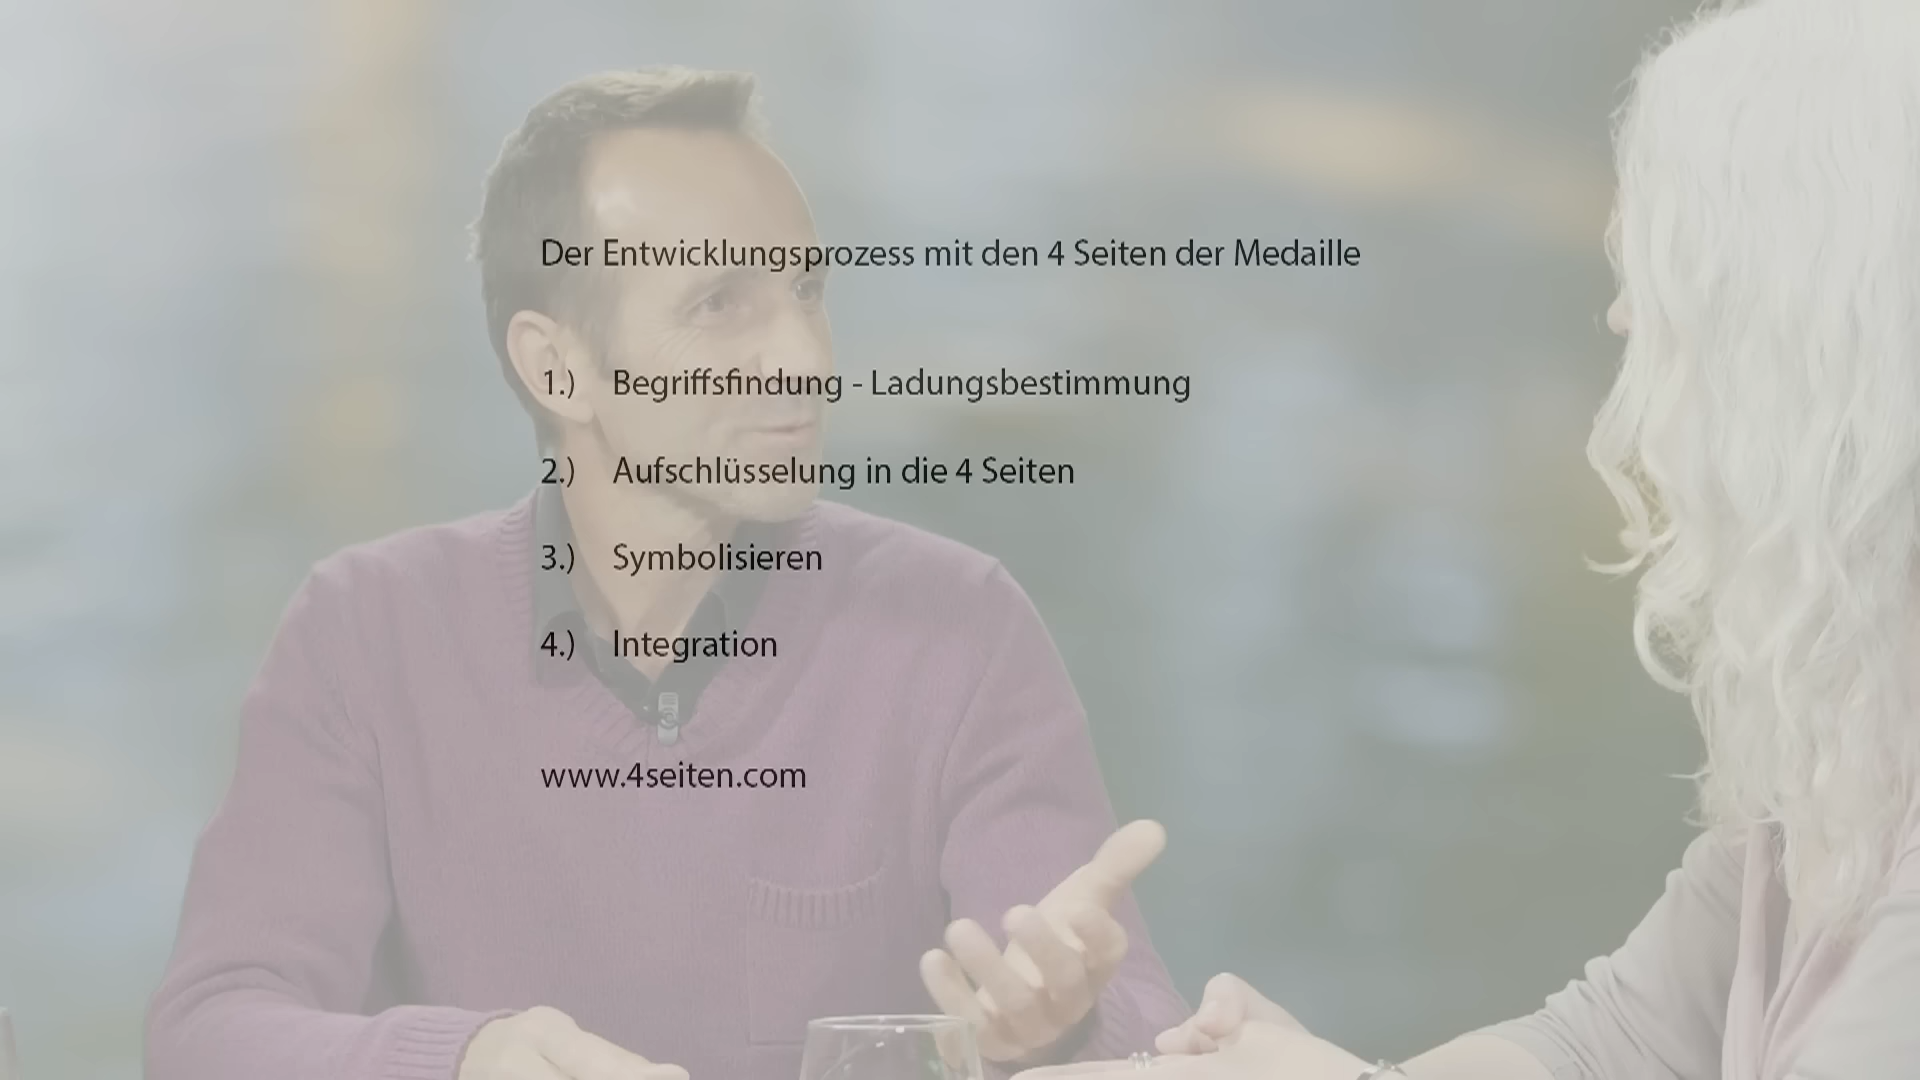 Der Entwicklungsprozess mit den 4 Seiten der Medaille
1.) Begriffsfindung - Ladungsbestimmung
2.) Aufschlüsselung in die 4 Seiten
3.) Symbolisieren
4.) Integration
www.4seiten.com